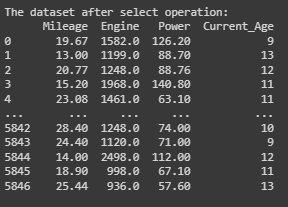 The dataset after select operation:
Mileage Engine Power Current_Age
0 19.67 1582.0 126.20 9
1 13.00 1199.0 88.70 13
2 20.77 1248.0 88.76 12
3 15.20 1968.0 140.80 11
4 23.08 1461.0 63.10 11
... ... ... ... ...
5842 28.40 1248.0 74.00 10
5843 24.40 1120.0 71.00 9
5844 14.00 2498.0 112.00 12
5845 18.90 998.0 67.10 11
5846 25.44 936.0 57.60 13